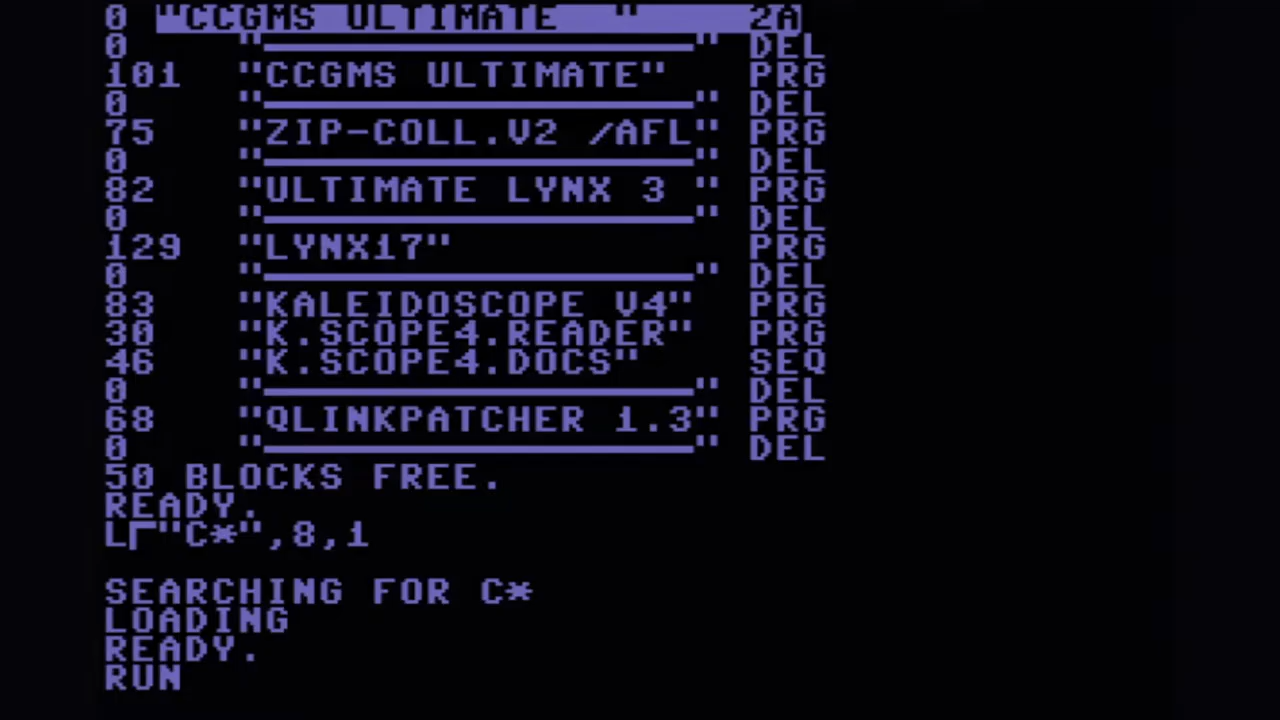 0 "CCGMS ULTIMATE  " 2A
0 "════════════════" DEL
101 "CCGMS ULTIMATE" PRG
0 "════════════════" DEL
75 "ZIP-COLL.V2 /AFL" PRG
0 "════════════════" DEL
82 "ULTIMATE LYNX 3 " PRG
0 "════════════════" DEL
129 "LYNX17" PRG
0 "════════════════" DEL
83 "KALEIDOSCOPE V4" PRG
30 "K.SCOPE4.READER" PRG
46 "K.SCOPE4.DOCS" SEQ
0 "════════════════" DEL
68 "QLINKPATCHER 1.3" PRG
0 "════════════════" DEL
50 BLOCKS FREE.
READY.
L┌"C*",8,1
SEARCHING FOR C*
LOADING
READY.
RUN